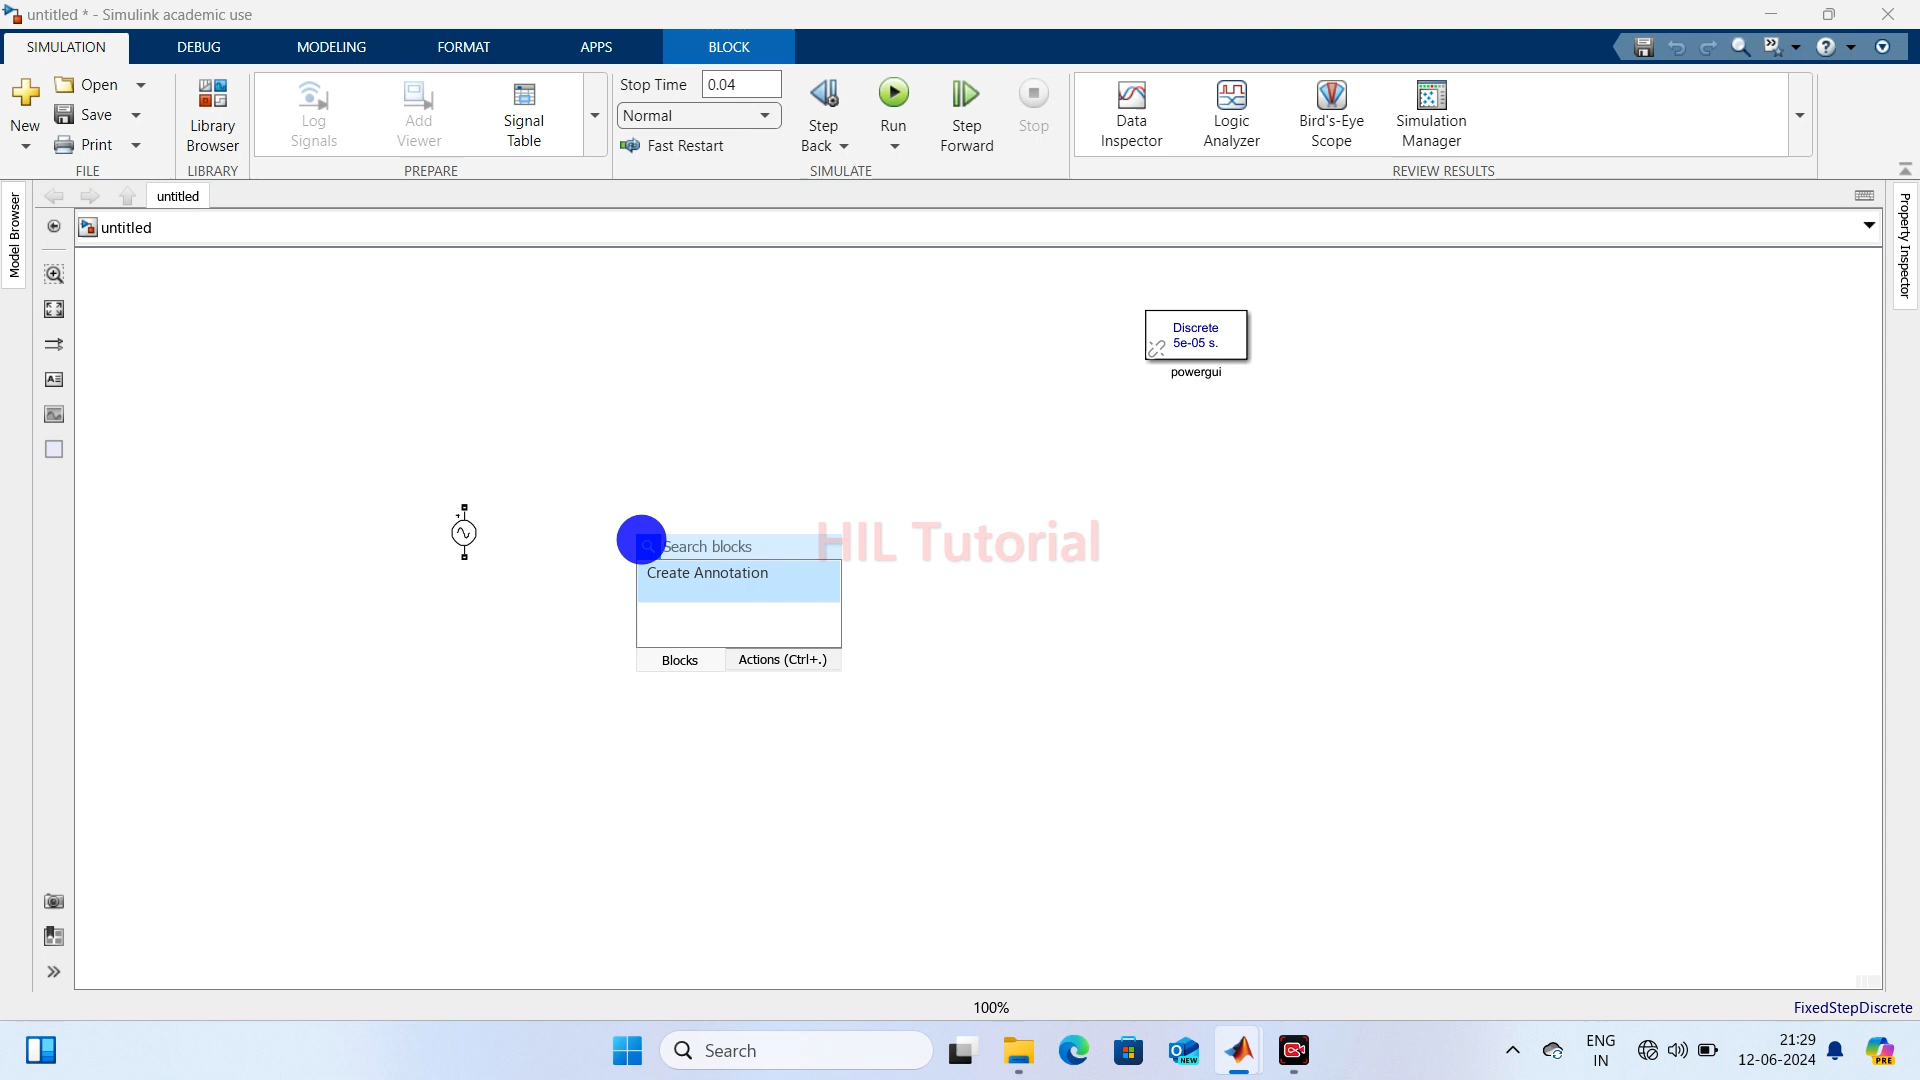 untitled * - Simulink academic use
SIMULATION DEBUG MODELING FORMAT APPS BLOCK
New
Open
Save
Print
FILE
Library
Browser
LIBRARY
Log
Signals
Add
Viewer
Signal
Table
PREPARE
Stop Time 0.04
Normal
Fast Restart
Step
Back
Run
Step
Forward
Stop
SIMULATE
Data
Inspector
Logic
Analyzer
Bird's-Eye
Scope
Simulation
Manager
REVIEW RESULTS
Model Browser
untitled
untitled
Property Inspector
Discrete
5e-05 s.
powergui
+
Search blocks
Create Annotation
Blocks Actions (Ctrl+.)
HIL Tutorial
100%
FixedStepDiscrete
Search
NEW
ENG
IN
21:29
12-06-2024
PRE